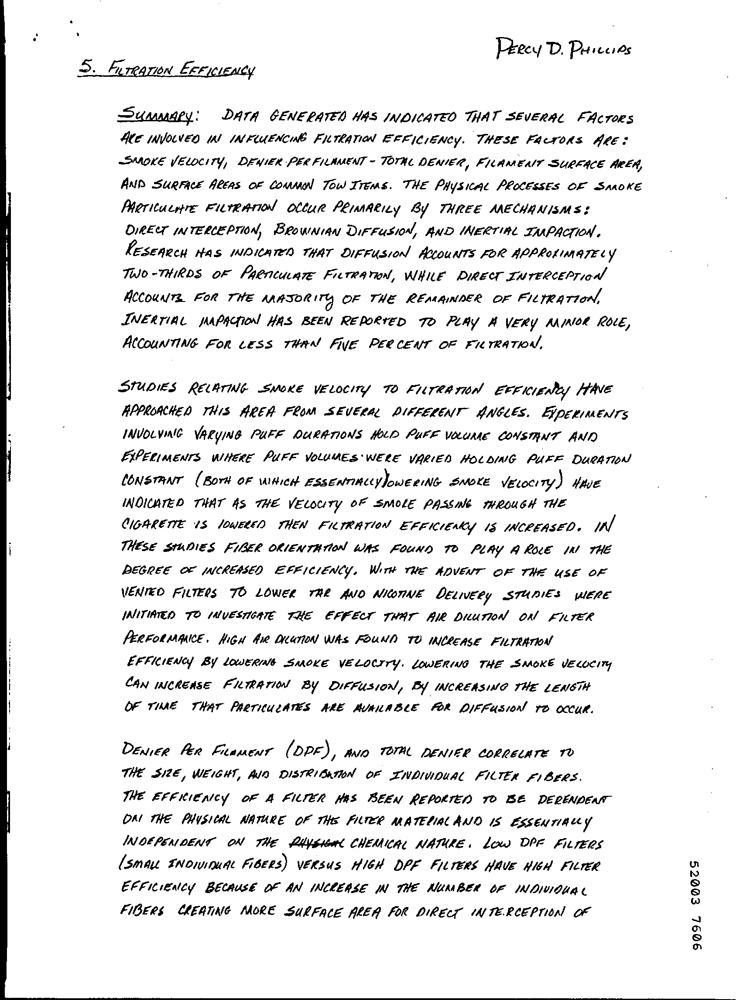 PERCY D. PHILLIPS
5. FILTRATION EFFICIENCY
SUMMARY: DATA GENERATED HAS INDICATED THAT SEVERAL FACTORS
ARE INVOLVED IN INFLUENCING FILTRATION EFFICIENCY. THESE FACTORS ARE:
SMOKE VELOCITY, DENIER PER FILAMENT - TOTAL DENIER, FILAMENT SURFACE AREA,
AND SURFACE AREAS OF COMMON TOW ITEMS. THE PHYSICAL PROCESSES OF SMOKE
PARTICULATE FILTRATION OCCUR PRIMARILY BY THREE MECHANISMS:
DIRECT INTERCEPTION, BROWNIAN DIFFUSION, AND INERTIAL IMPACTION.
RESEARCH HAS INDICATED THAT DIFFUSION ACCOUNTS FOR APPROXIMATELY
TWO-THIRDS OF PARTICULATE FILTRATION, WHILE DIRECT INTERCEPTION
ACCOUNTS FOR THE MAJORITY OF THE REMAINDER OF FILTRATION.
INERTIAL IMPACTION HAS BEEN REPORTED TO PLAY A VERY MINOR ROLE,
ACCOUNTING FOR LESS THAN FIVE PERCENT OF FILTRATION.
STUDIES RELATING SMOKE VELOCITY TO FILTRATION EFFICIENCY HAVE
APPROACHED THIS AREA FROM SEVERAL DIFFERENT ANGLES. EXPERIMENTS
INVOLVING VARYING PUFF DURATIONS HOLD PUFF VOLUME CONSTANT AND
EXPERIMENTS WHERE PUFF VOLUMES WERE VARIED HOLDING PUFF DURATION
CONSTANT (BOTH OF WHICH ESSENTIALLY LOWERING SMOKE VELOCITY) HAVE
INDICATED THAT AS THE VELOCITY OF SMOKE PASSING THROUGH THE
CIGARETTE IS LOWERED THEN FILTRATION EFFICIENCY IS INCREASED. IN
THESE STUDIES FIBER ORIENTATION WAS FOUND TO PLAY A ROLE IN THE
DEGREE OF INCREASED EFFICIENCY. WITH THE ADVENT OF THE USE OF
VENTED FILTERS TO LOWER TAR AND NICOTINE DELIVERY STUDIES WERE
INITIATED TO INVESTIGATE THE EFFECT THAT AIR DILUTION ON FILTER
PERFORMANCE. HIGH AIR DILUTION WAS FOUND TO INCREASE FILTRATION
EFFICIENCY BY LOWERING SMOKE VELOCITY. LOWERING THE SMOKE VELOCITY
CAN INCREASE FILTRATION BY DIFFUSION, BY INCREASING THE LENGTH
OF TIME THAT PARTICULATES ARE AVAILABLE FOR DIFFUSION TO OCCUR.
DENIER PER FILAMENT (DPF), AND TOTAL DENIER CORRELATE TO
THE SIZE, WEIGHT, AND DISTRIBUTION OF INDIVIDUAL FILTER FIBERS.
THE EFFICIENCY OF A FILTER HAS BEEN REPORTED TO BE DEPENDENT
ON THE PHYSICAL NATURE OF THE FILTER MATERIAL AND IS ESSENTIALLY
INDEPENDENT ON THE PHYSICAL CHEMICAL NATURE. LOW DPF FILTERS
(SMALL INDIVIDUAL FIBERS) VERSUS HIGH DPF FILTERS HAVE HIGH FILTER
EFFICIENCY BECAUSE OF AN INCREASE IN THE NUMBER OF INDIVIDUAL
FIBERS CREATING MORE SURFACE AREA FOR DIRECT INTERCEPTION OF
52003 7606